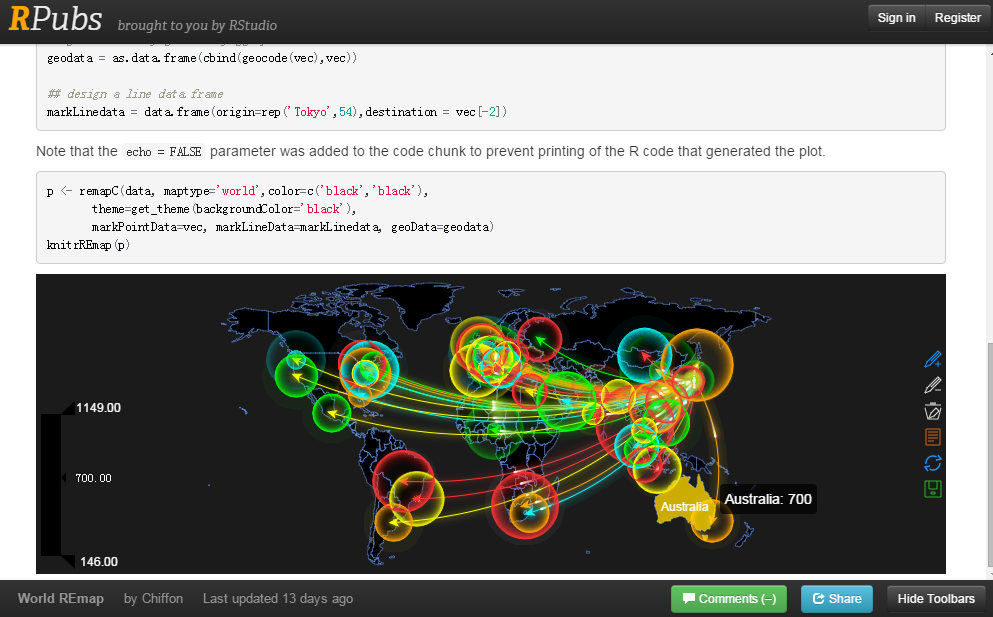 RPubs brought to you by RStudio
Sign in Register
geodata = as.data.frame(cbind(geocode(vec),vec))
## design a line data.frame
markLinedata = data.frame(origin=rep('Tokyo',54),destination = vec[-2])
Note that the echo = FALSE parameter was added to the code chunk to prevent printing of the R code that generated the plot.
p <- remapC(data, maptype='world',color=c('black','black'),
theme=get_theme(backgroundColor='black'),
markPointData=vec, markLineData=markLinedata, geoData=geodata)
knitrREmap(p)
1149.00
700.00
146.00
Australia
Australia: 700
World REmap by Chiffon Last updated 13 days ago
Comments (–) Share Hide Toolbars